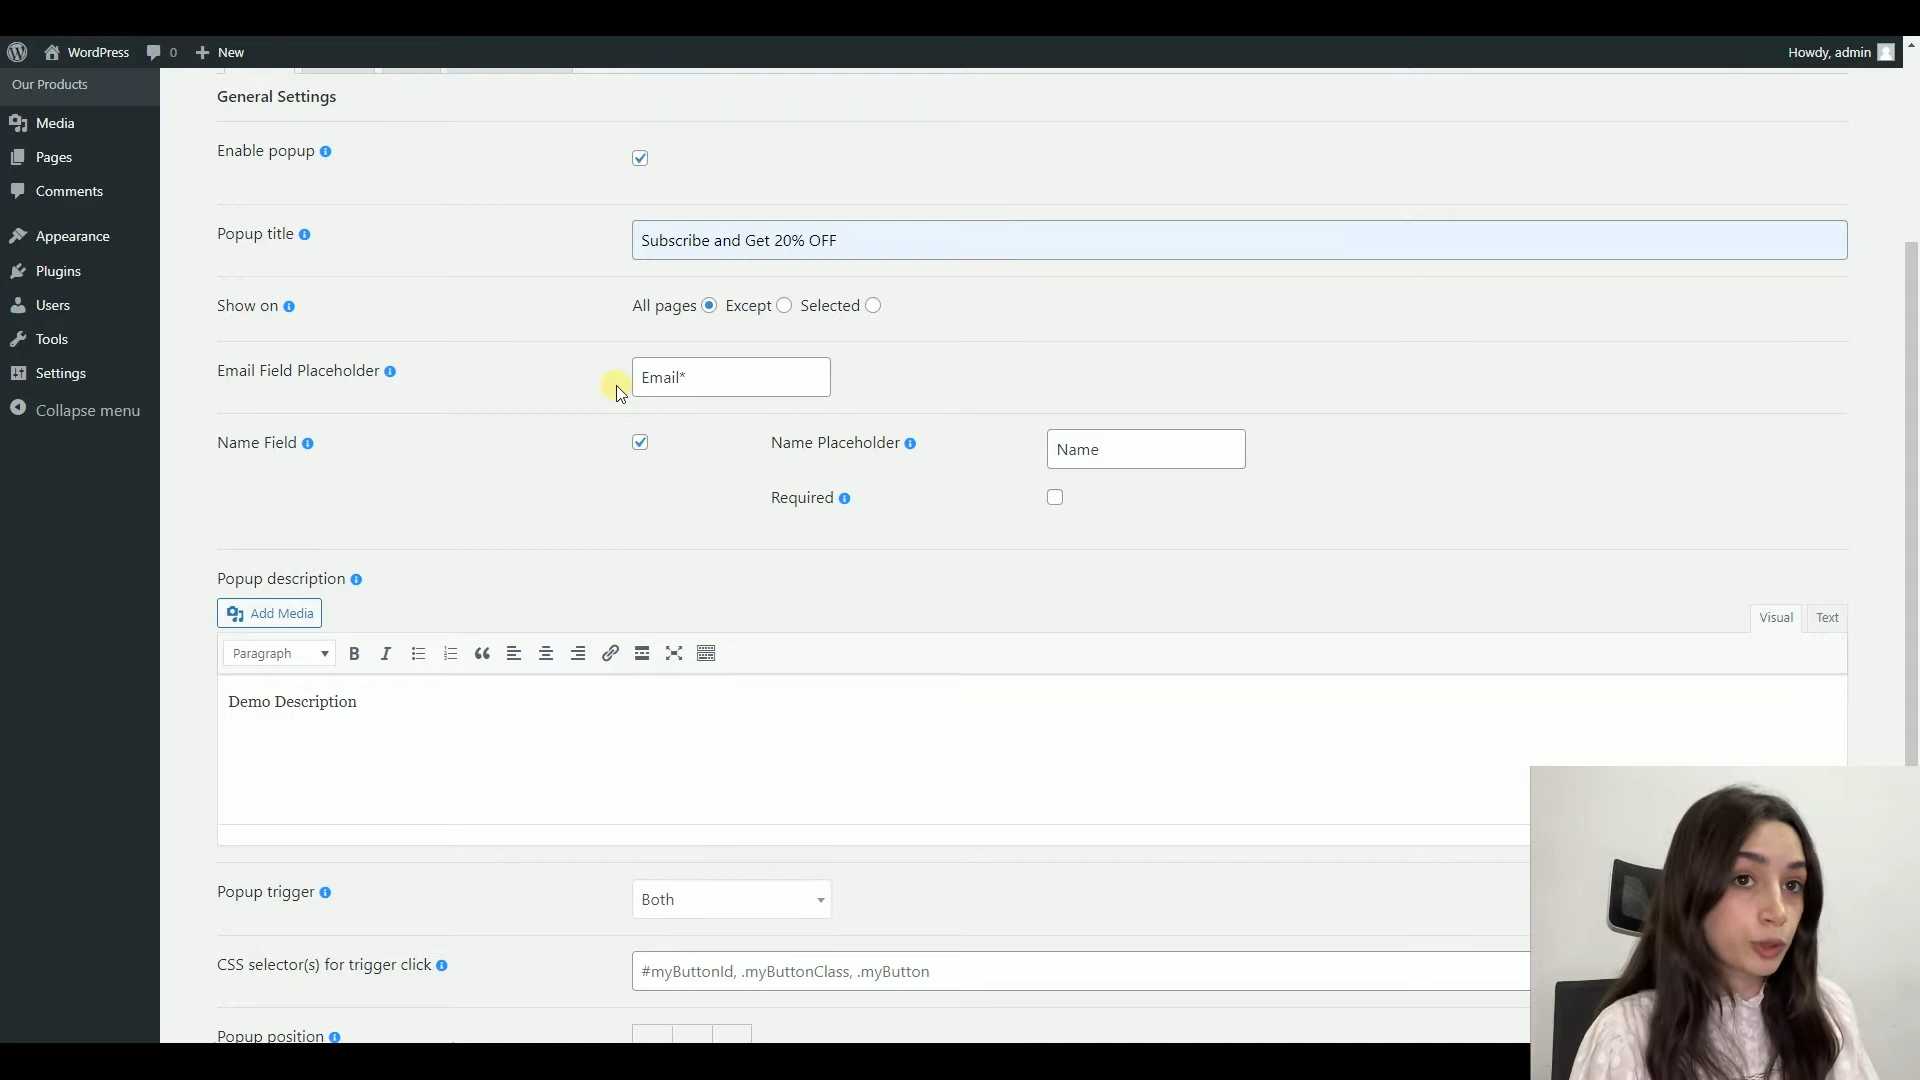 WordPress 0 New Howdy, admin
Our Products
Media
Pages
Comments
Appearance
Plugins
Users
Tools
Settings
Collapse menu
General Settings
Enable popup
Popup title Subscribe and Get 20% OFF
Show on All pages Except Selected
Email Field Placeholder Email*
Name Field Name Placeholder Name
Required
Popup description
Add Media Visual Text
Paragraph B I
Demo Description
Popup trigger Both
CSS selector(s) for trigger click #myButtonId, .myButtonClass, .myButton
Popup position